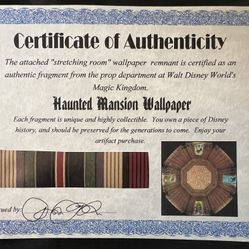 Certificate of Authenticity
The attached "stretching room" wallpaper remnant is certified as an
authentic fragment from the prop department at Walt Disney World's
Magic Kingdom.
Haunted Mansion Wallpaper
Each fragment is unique and highly collectible. You own a piece of Disney
history, and should be preserved for the generations to come. Enjoy your
artifact purchase.
ued by: